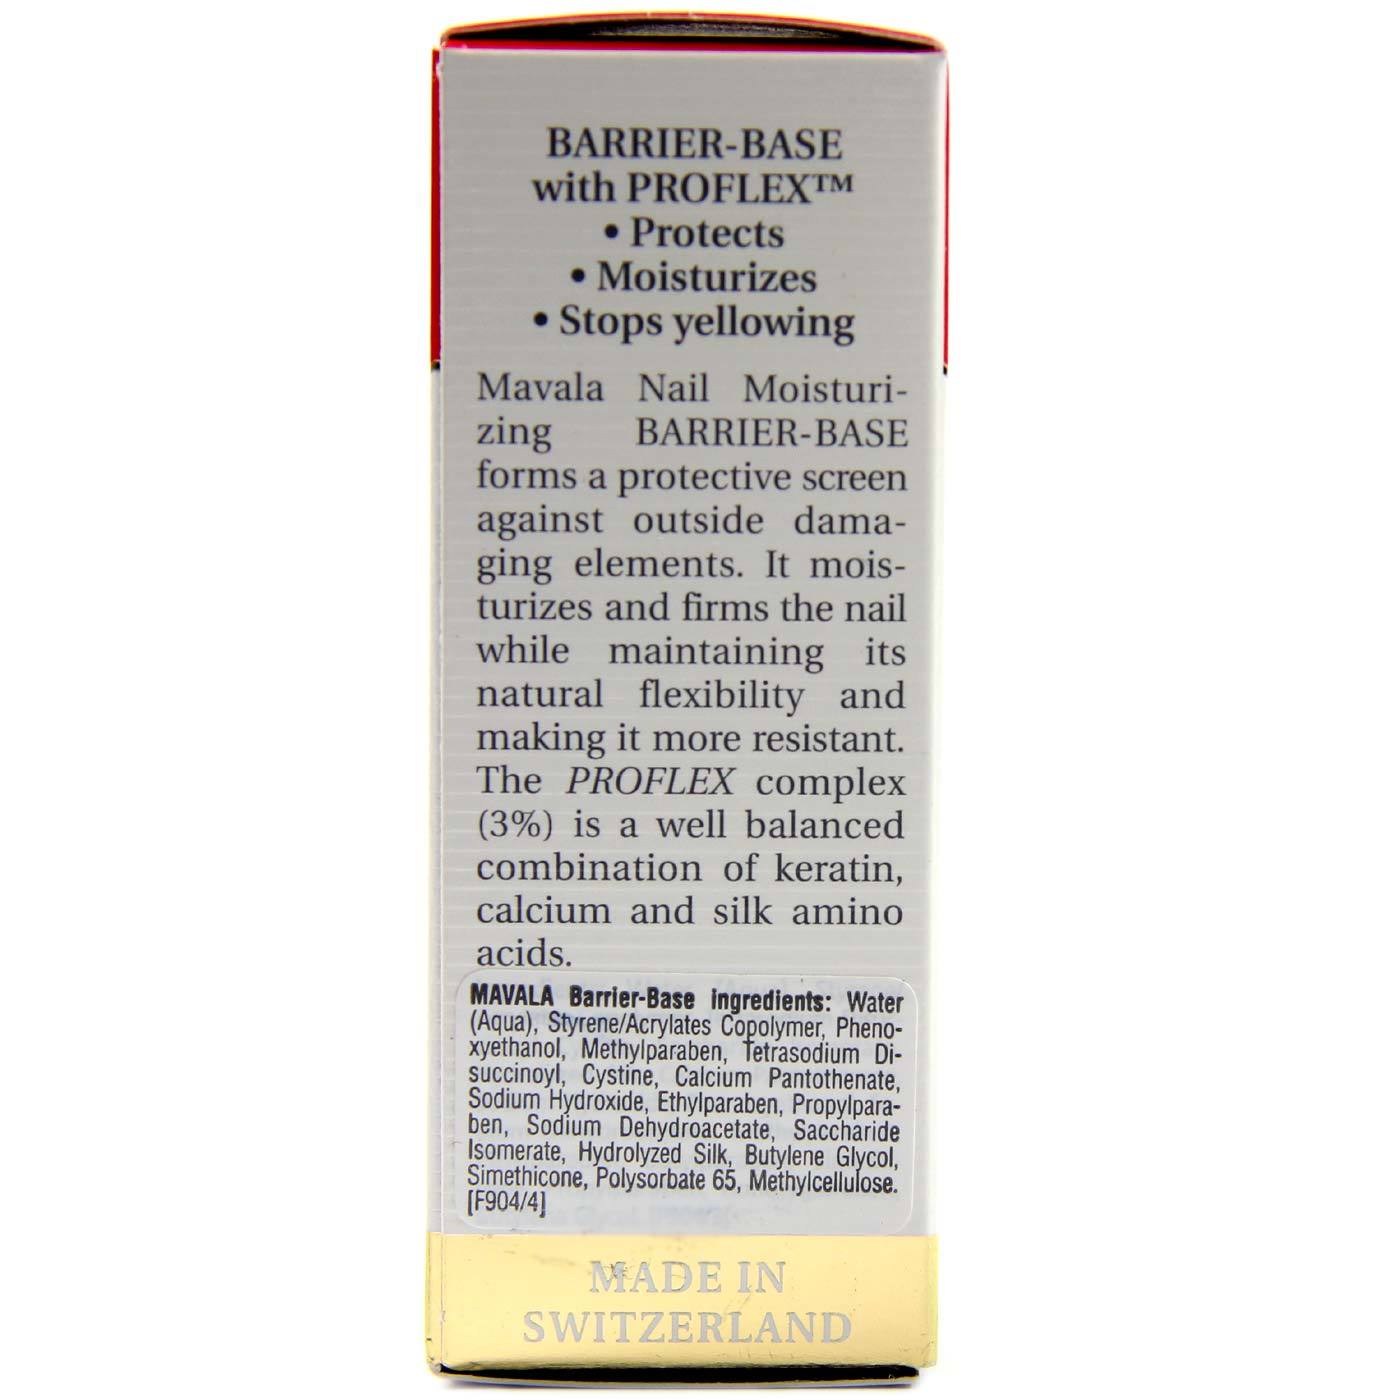 BARRIER-BASE
with PROFLEX™
• Protects
• Moisturizes
• Stops yellowing
Mavala Nail Moisturi-
zing BARRIER-BASE
forms a protective screen
against outside dama-
ging elements. It mois-
turizes and firms the nail
while maintaining its
natural flexibility and
making it more resistant.
The PROFLEX complex
(3%) is a well balanced
combination of keratin,
calcium and silk amino
acids.
MAVALA Barrier-Base ingredients: Water
(Aqua), Styrene/Acrylates Copolymer, Pheno-
xyethanol, Methylparaben, Tetrasodium Di-
succinoyl, Cystine, Calcium Pantothenate,
Sodium Hydroxide, Ethylparaben, Propylpara-
ben, Sodium Dehydroacetate, Saccharide
Isomerate, Hydrolyzed Silk, Butylene Glycol,
Simethicone, Polysorbate 65, Methylcellulose.
[F904/4]
MADE IN
SWITZERLAND